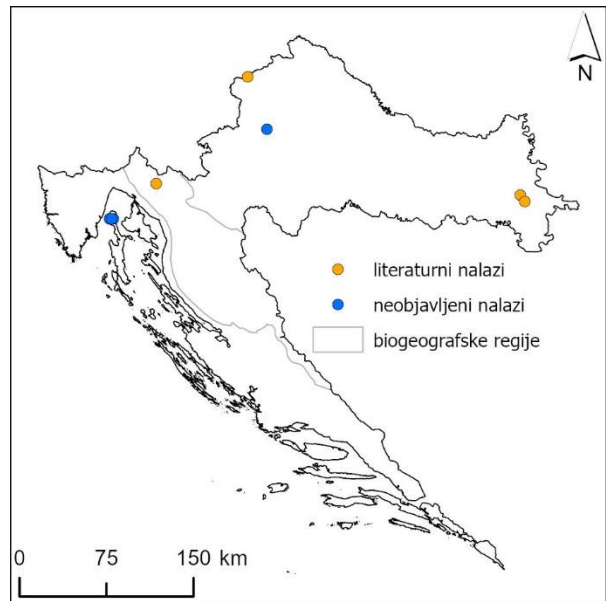 N
literaturni nalazi
neobjavljeni nalazi
biogeografske regije
0 75 150 km